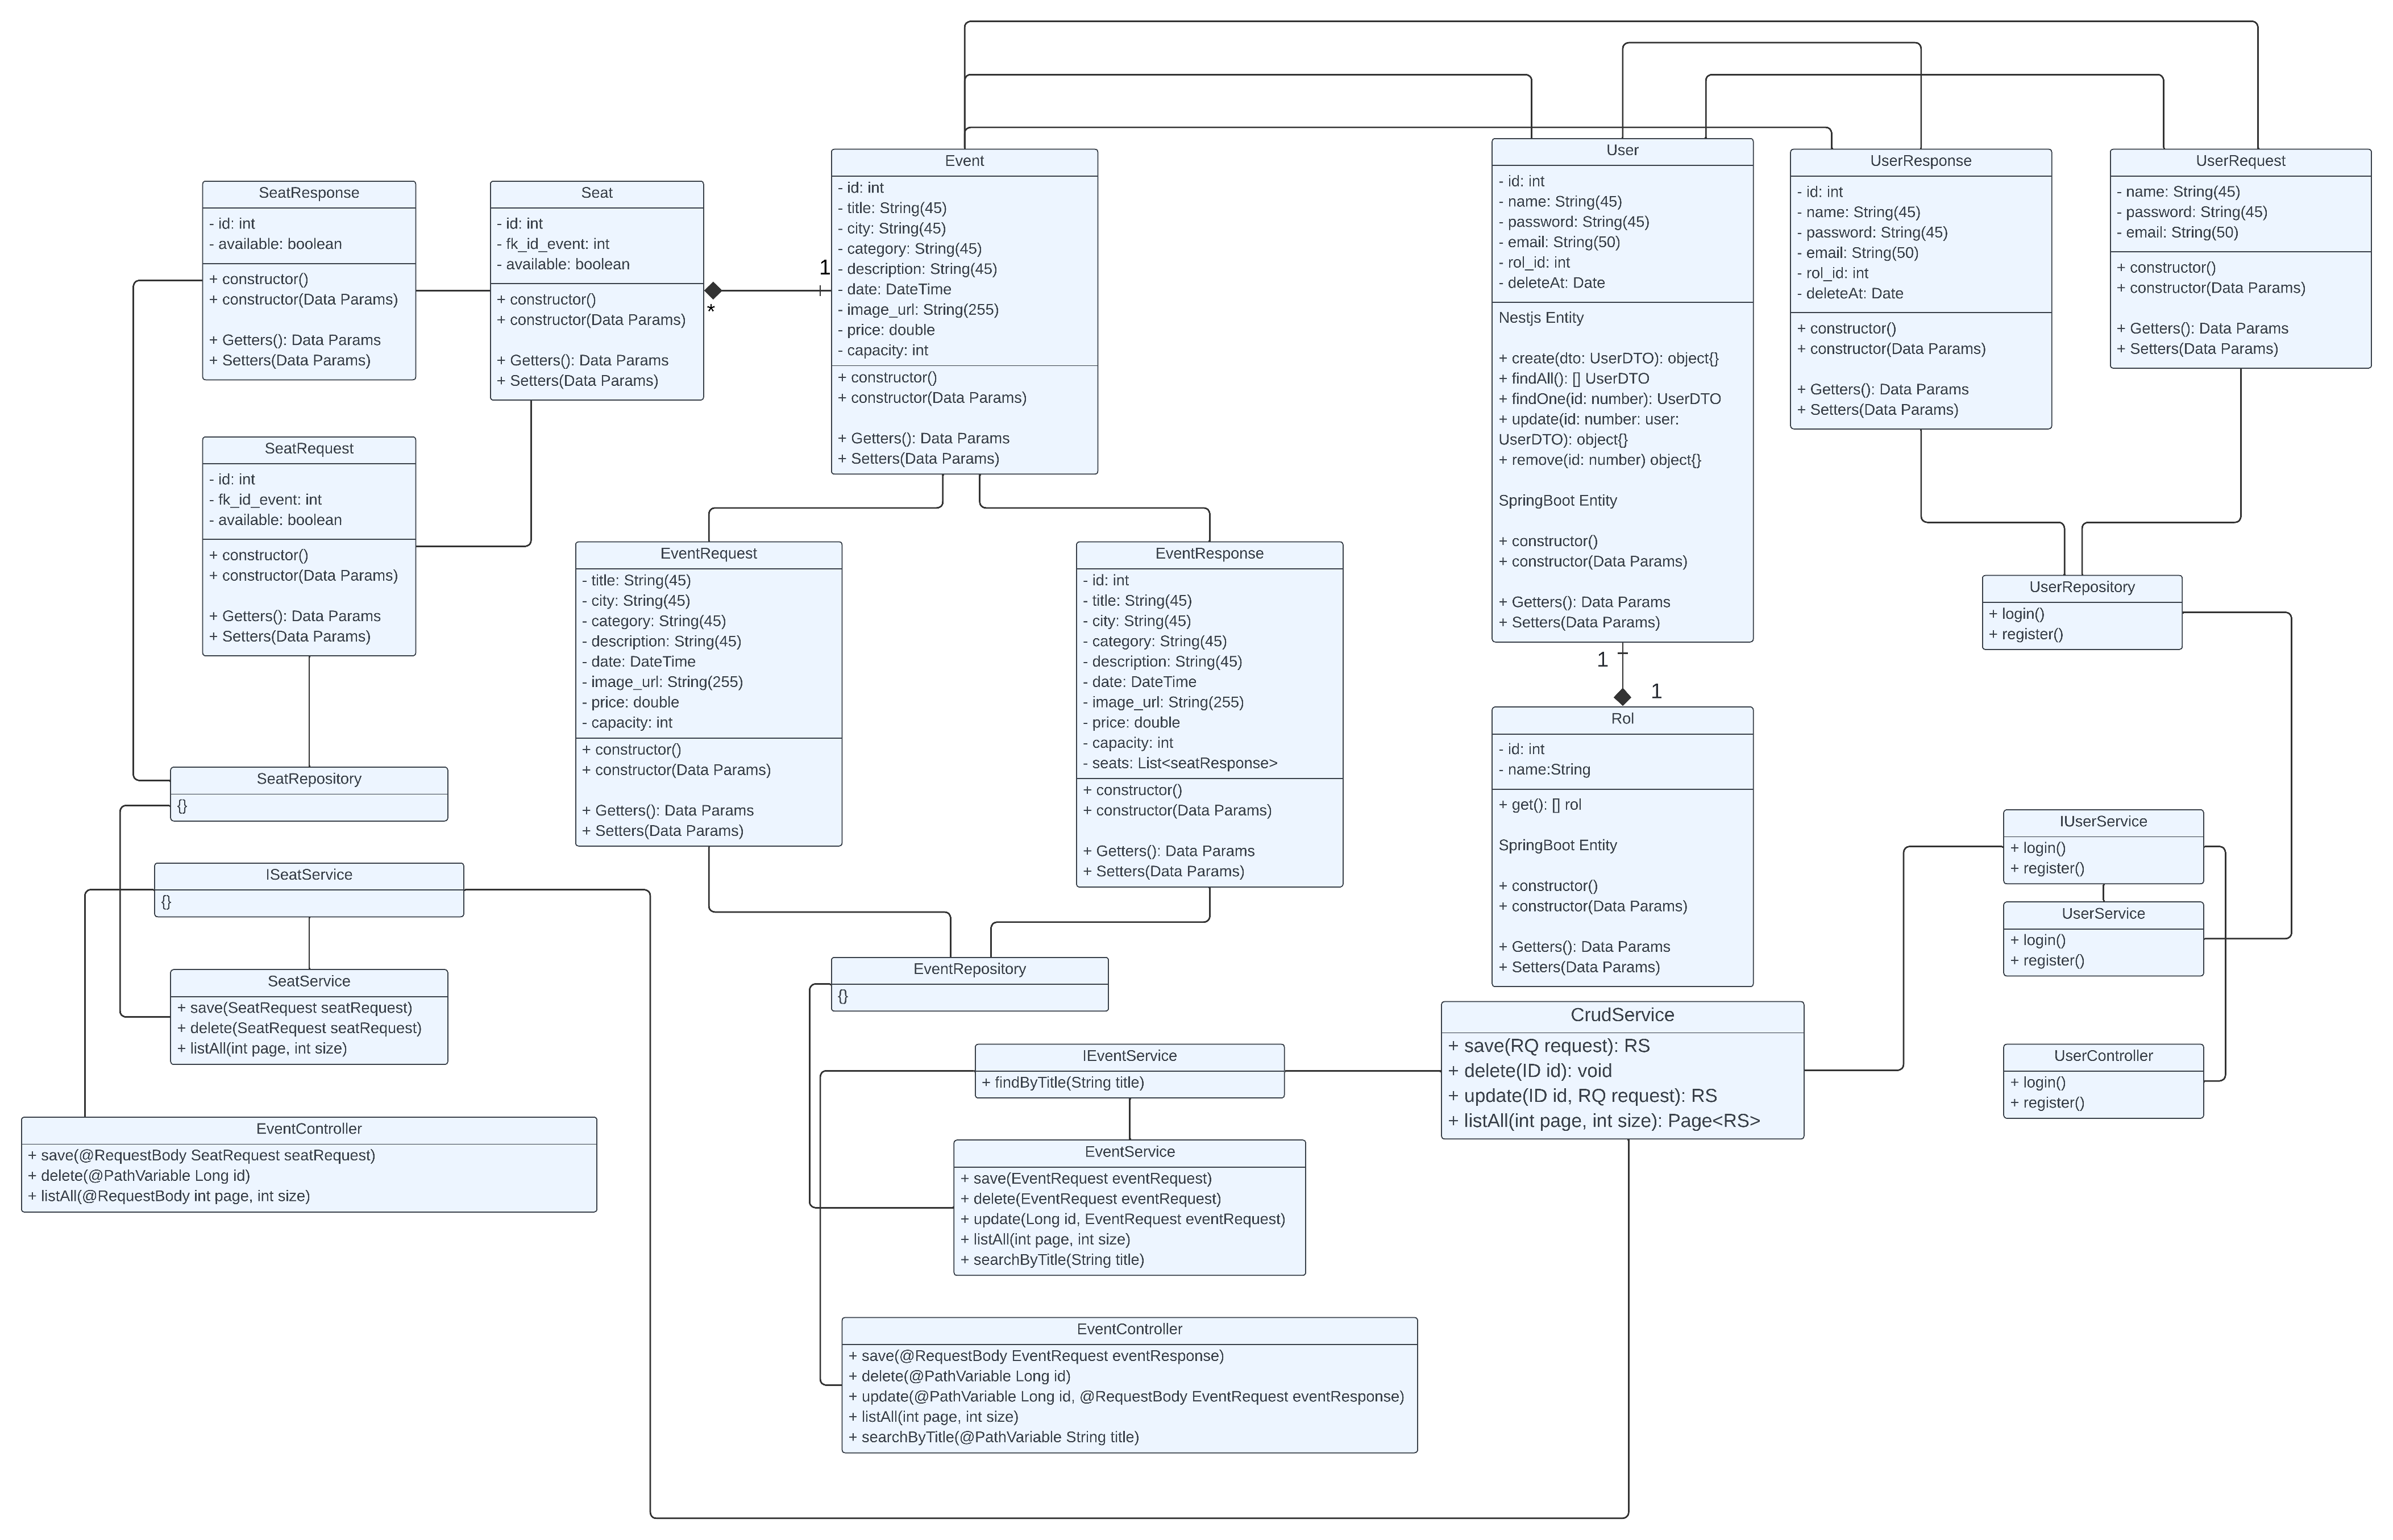 Event
- id: int
- title: String(45)
- city: String(45)
- category: String(45)
- description: String(45)
- date: DateTime
- image_url: String(255)
- price: double
- capacity: int
+ constructor()
+ constructor(Data Params)
+ Getters(): Data Params
+ Setters(Data Params)
User
- id: int
- name: String(45)
- password: String(45)
- email: String(50)
- rol_id: int
- deleteAt: Date
Nestjs Entity
+ create(dto: UserDTO): object{}
+ findAll(): [] UserDTO
+ findOne(id: number): UserDTO
+ update(id: number: user:
UserDTO): object{}
+ remove(id: number) object{}
SpringBoot Entity
+ constructor()
+ constructor(Data Params)
+ Getters(): Data Params
+ Setters(Data Params)
UserResponse
- id: int
- name: String(45)
- password: String(45)
- email: String(50)
- rol_id: int
- deleteAt: Date
+ constructor()
+ constructor(Data Params)
+ Getters(): Data Params
+ Setters(Data Params)
UserRequest
- name: String(45)
- password: String(45)
- email: String(50)
+ constructor()
+ constructor(Data Params)
+ Getters(): Data Params
+ Setters(Data Params)
SeatResponse
- id: int
- available: boolean
+ constructor()
+ constructor(Data Params)
+ Getters(): Data Params
+ Setters(Data Params)
Seat
- id: int
- fk_id_event: int
- available: boolean
+ constructor()
+ constructor(Data Params)
+ Getters(): Data Params
+ Setters(Data Params)
1
*
SeatRequest
- id: int
- fk_id_event: int
- available: boolean
+ constructor()
+ constructor(Data Params)
+ Getters(): Data Params
+ Setters(Data Params)
EventRequest
- title: String(45)
- city: String(45)
- category: String(45)
- description: String(45)
- date: DateTime
- image_url: String(255)
- price: double
- capacity: int
+ constructor()
+ constructor(Data Params)
+ Getters(): Data Params
+ Setters(Data Params)
EventResponse
- id: int
- title: String(45)
- city: String(45)
- category: String(45)
- description: String(45)
- date: DateTime
- image_url: String(255)
- price: double
- capacity: int
- seats: List<seatResponse>
+ constructor()
+ constructor(Data Params)
+ Getters(): Data Params
+ Setters(Data Params)
UserRepository
+ login()
+ register()
1
1
Rol
- id: int
- name:String
+ get(): [] rol
SpringBoot Entity
+ constructor()
+ constructor(Data Params)
+ Getters(): Data Params
+ Setters(Data Params)
SeatRepository
{}
ISeatService
{}
SeatService
+ save(SeatRequest seatRequest)
+ delete(SeatRequest seatRequest)
+ listAll(int page, int size)
EventController
+ save(@RequestBody SeatRequest seatRequest)
+ delete(@PathVariable Long id)
+ listAll(@RequestBody int page, int size)
EventRepository
{}
IEventService
+ findByTitle(String title)
EventService
+ save(EventRequest eventRequest)
+ delete(EventRequest eventRequest)
+ update(Long id, EventRequest eventRequest)
+ listAll(int page, int size)
+ searchByTitle(String title)
EventController
+ save(@RequestBody EventRequest eventResponse)
+ delete(@PathVariable Long id)
+ update(@PathVariable Long id, @RequestBody EventRequest eventResponse)
+ listAll(int page, int size)
+ searchByTitle(@PathVariable String title)
CrudService
+ save(RQ request): RS
+ delete(ID id): void
+ update(ID id, RQ request): RS
+ listAll(int page, int size): Page<RS>
IUserService
+ login()
+ register()
UserService
+ login()
+ register()
UserController
+ login()
+ register()